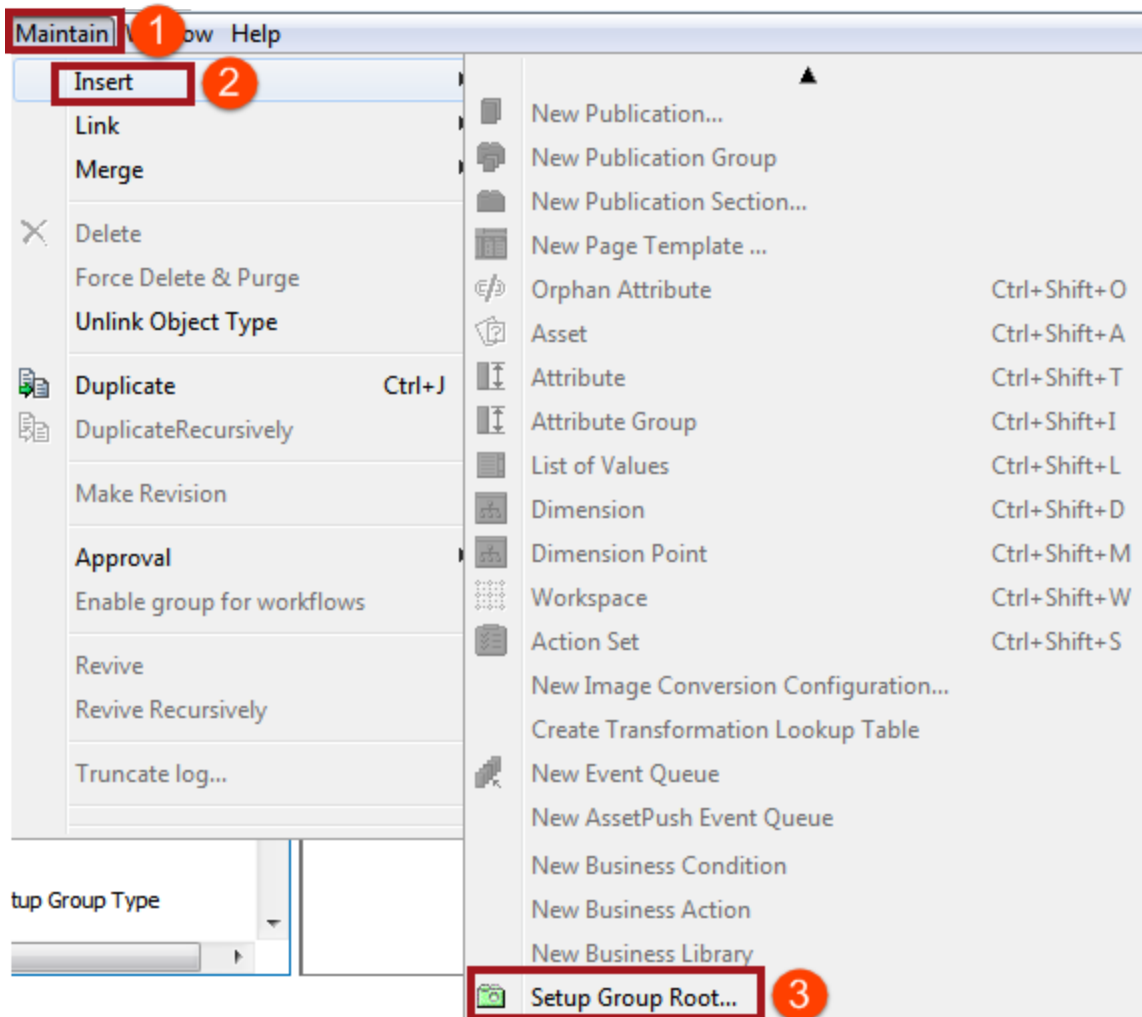 Maintain 1 ow Help
Insert 2
Link
Merge
Delete
Force Delete & Purge
Unlink Object Type
Duplicate Ctrl+J
DuplicateRecursively
Make Revision
Approval
Enable group for workflows
Revive
Revive Recursively
Truncate log...
tup Group Type
New Publication...
New Publication Group
New Publication Section...
New Page Template ...
Orphan Attribute Ctrl+Shift+O
Asset Ctrl+Shift+A
Attribute Ctrl+Shift+T
Attribute Group Ctrl+Shift+I
List of Values Ctrl+Shift+L
Dimension Ctrl+Shift+D
Dimension Point Ctrl+Shift+M
Workspace Ctrl+Shift+W
Action Set Ctrl+Shift+S
New Image Conversion Configuration...
Create Transformation Lookup Table
New Event Queue
New AssetPush Event Queue
New Business Condition
New Business Action
New Business Library
Setup Group Root... 3